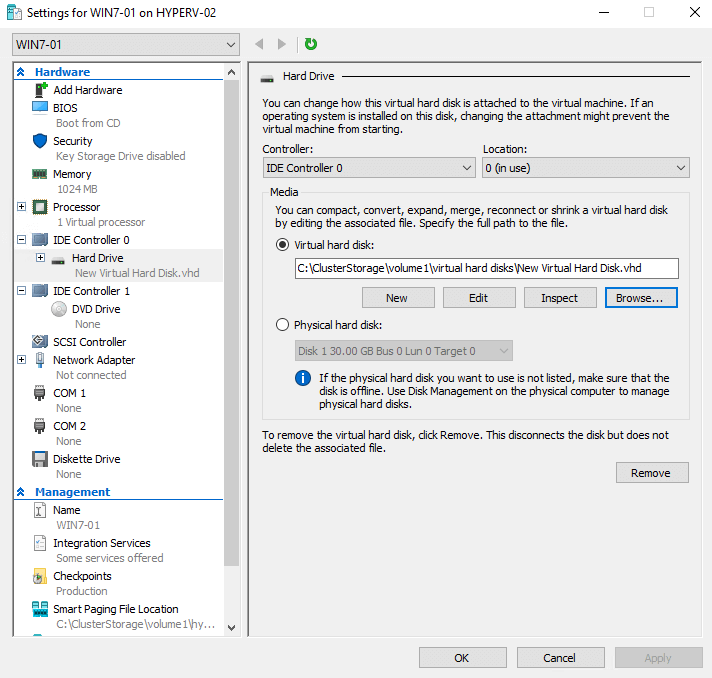 Settings for WIN7-01 on HYPERV-02
WIN7-01
Hardware
Add Hardware
BIOS
Boot from CD
Security
Key Storage Drive disabled
Memory
1024 MB
Processor
1 Virtual processor
IDE Controller 0
Hard Drive
New Virtual Hard Disk.vhd
IDE Controller 1
DVD Drive
None
SCSI Controller
Network Adapter
Not connected
COM 1
None
COM 2
None
Diskette Drive
None
Management
Name
WIN7-01
Integration Services
Some services offered
Checkpoints
Production
Smart Paging File Location
C:\ClusterStorage\volume1\hy...
Hard Drive
You can change how this virtual hard disk is attached to the virtual machine. If an
operating system is installed on this disk, changing the attachment might prevent the
virtual machine from starting.
Controller:
Location:
IDE Controller 0
0 (in use)
Media
You can compact, convert, expand, merge, reconnect or shrink a virtual hard disk
by editing the associated file. Specify the full path to the file.
Virtual hard disk:
C:\ClusterStorage\volume1\virtual hard disks\New Virtual Hard Disk.vhd
New
Edit
Inspect
Browse...
Physical hard disk:
Disk 1 30.00 GB Bus 0 Lun 0 Target 0
If the physical hard disk you want to use is not listed, make sure that the
disk is offline. Use Disk Management on the physical computer to manage
physical hard disks.
To remove the virtual hard disk, click Remove. This disconnects the disk but does not
delete the associated file.
Remove
OK
Cancel
Apply